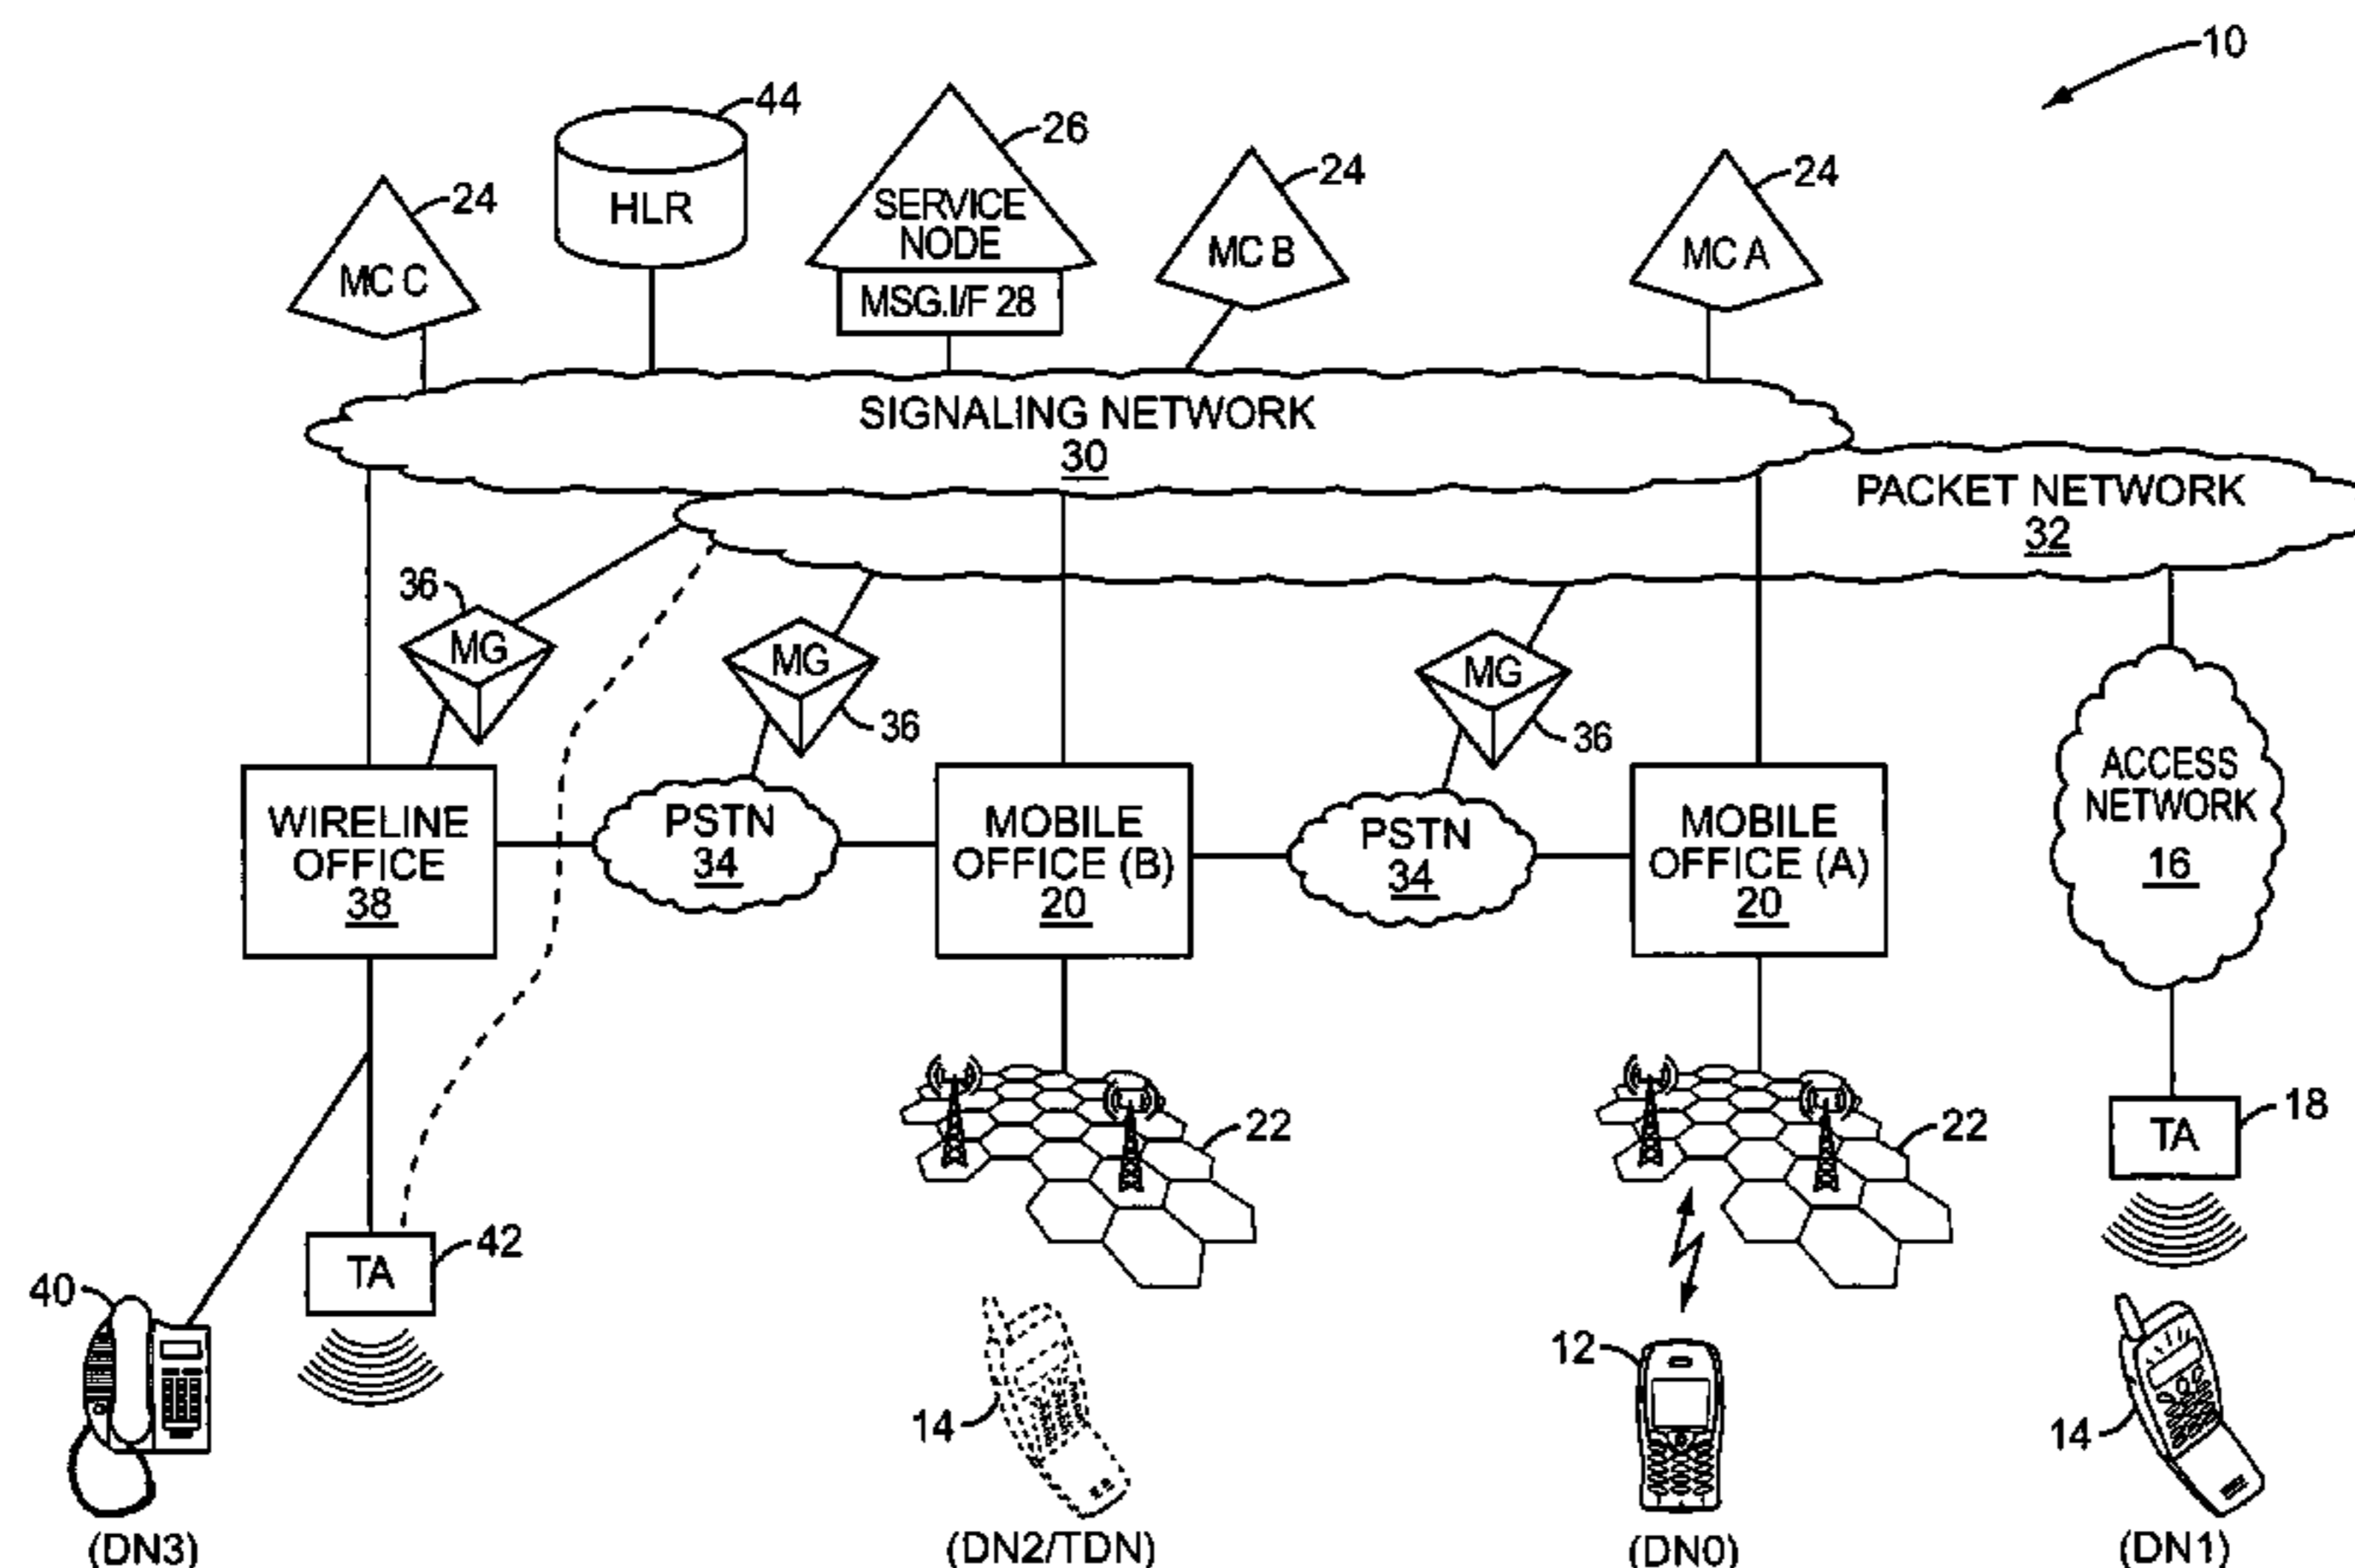 10
44
26
24
24
24
HLR
SERVICE
NODE
MC C
MC B
MC A
MSG.I/F 28
SIGNALING NETWORK
30
PACKET NETWORK
32
36
MG
MG
36
MG
36
ACCESS
NETWORK
16
WIRELINE
OFFICE
38
PSTN
34
MOBILE
OFFICE (B)
20
PSTN
34
MOBILE
OFFICE (A)
20
22
22
18
TA
42
TA
40
12
14
14
(DN3)
(DN2/TDN)
(DN0)
(DN1)